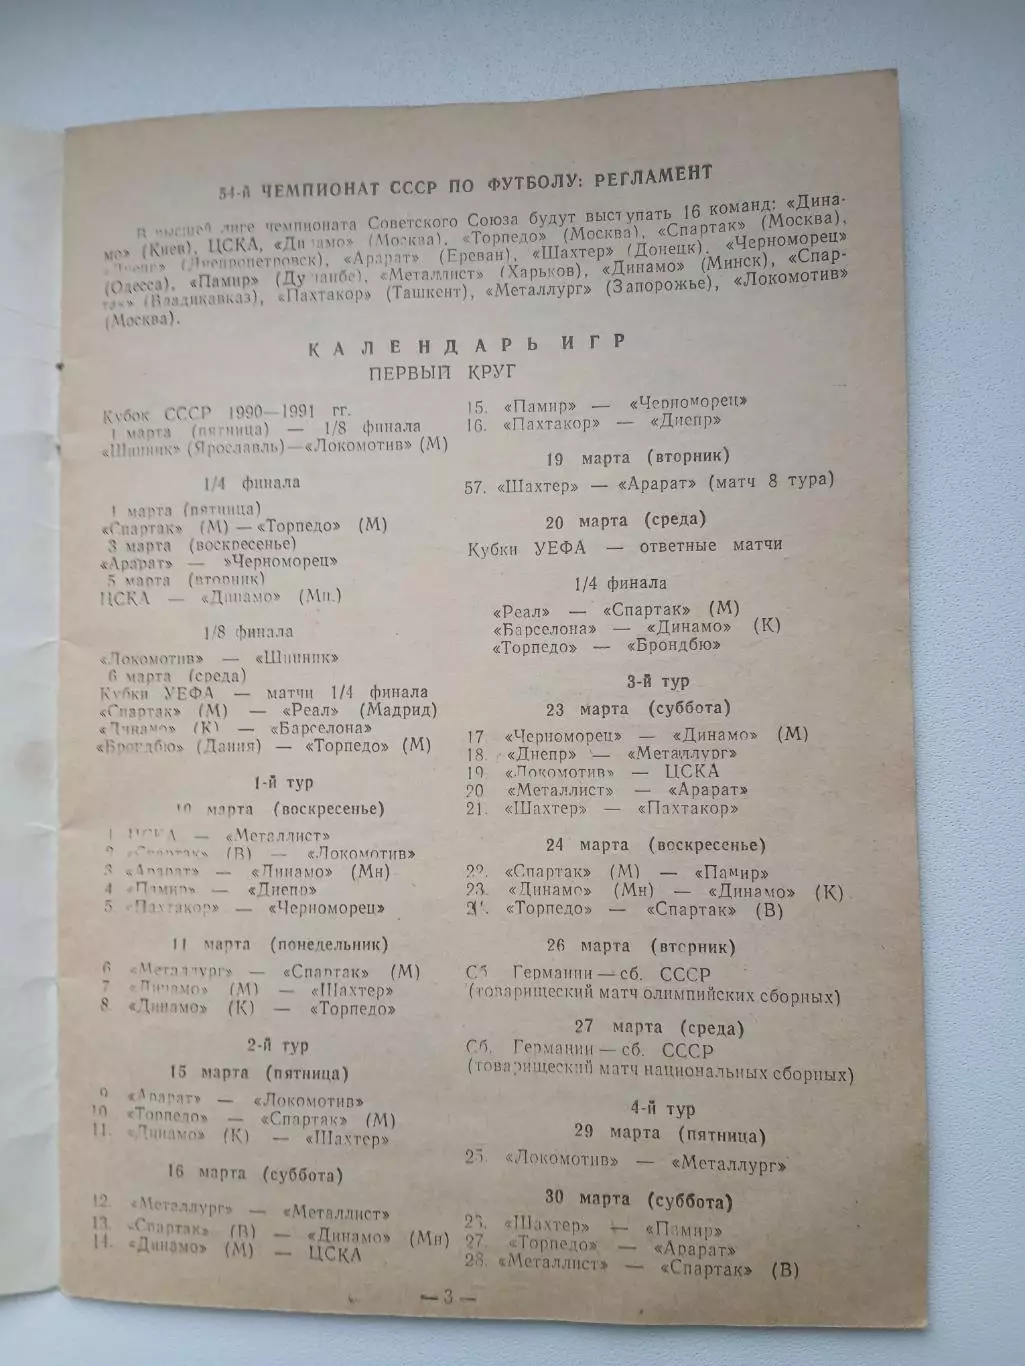 54-й ЧЕМПИОНАТ СССР ПО ФУТБОЛУ: РЕГЛАМЕНТ
В высшей лиге чемпионата Советского Союза будут выступать 16 команд: «Дина-
мо» (Киев), ЦСКА, «Динамо» (Москва), «Торпедо» (Москва), «Спартак» (Москва),
«Днепр» (Днепропетровск), «Арарат» (Ереван), «Шахтер» (Донецк), «Черноморец»
(Одесса), «Памир» (Душанбе), «Металлист» (Харьков), «Динамо» (Минск), «Спар-
так» (Владикавказ), «Пахтакор» (Ташкент), «Металлург» (Запорожье), «Локомотив»
(Москва).
КАЛЕНДАРЬ ИГР
ПЕРВЫЙ КРУГ
Кубок СССР 1990—1991 гг.
1 марта (пятница) — 1/8 финала
«Шинник» (Ярославль)—«Локомотив» (М)
1/4 финала
1 марта (пятница)
«Спартак» (М) — «Торпедо» (М)
3 марта (воскресенье)
«Арарат» — »Черноморец»
5 марта (вторник)
ЦСКА — «Динамо» (Мн.)
1/8 финала
«Локомотив» — «Шинник»
6 марта (среда)
Кубки УЕФА — матчи 1/4 финала
«Спартак» (М) — «Реал» (Мадрид)
«Динамо» (К) — «Барселона»
«Брондбю» (Дания) — «Торпедо» (М)
1-й тур
10 марта (воскресенье)
1 ЦСКА — «Металлист»
2 «Спартак» (В) — «Локомотив»
3 «Арарат» — «Динамо» (Мн)
4 «Памир» — «Днепр»
5. «Пахтакор» — «Черноморец»
11 марта (понедельник)
6 «Металлург» — «Спартак» (М)
7 «Динамо» (М) — «Шахтер»
8 «Динамо» (К) — «Торпедо»
2-й тур
15 марта (пятница)
9 «Арарат» — «Локомотив»
10 «Торпедо» — «Спартак» (М)
11. «Динамо» (К) — «Шахтер»
16 марта (суббота)
12. «Металлург» — «Металлист»
13. «Спартак» (В) — «Динамо» (Мн)
14. «Динамо» (М) — ЦСКА
15. «Памир» — «Черноморец»
16. «Пахтакор» — «Днепр»
19 марта (вторник)
57. «Шахтер» — «Арарат» (матч 8 тура)
20 марта (среда)
Кубки УЕФА — ответные матчи
1/4 финала
«Реал» — «Спартак» (М)
«Барселона» — «Динамо» (К)
«Торпедо» — «Брондбю»
3-й тур
23 марта (суббота)
17. «Черноморец» — «Динамо» (М)
18. «Днепр» — «Металлург»
19. «Локомотив» — ЦСКА
20 «Металлист» — «Арарат»
21. «Шахтер» — «Пахтакор»
24 марта (воскресенье)
22. «Спартак» (М) — «Памир»
23. «Динамо» (Мн) — «Динамо» (К)
«Торпедо» — «Спартак» (В)
26 марта (вторник)
Сб Германии — сб. СССР
(товарищеский матч олимпийских сборных)
27 марта (среда)
Сб. Германии — сб. СССР
(товарищеский матч национальных сборных)
4-й тур
29 марта (пятница)
25. «Локомотив» — «Металлург»
30 марта (суббота)
«Шахтер» — «Памир»
27. «Торпедо» — «Арарат»
28. «Металлист» — «Спартак» (В)
— 3 —